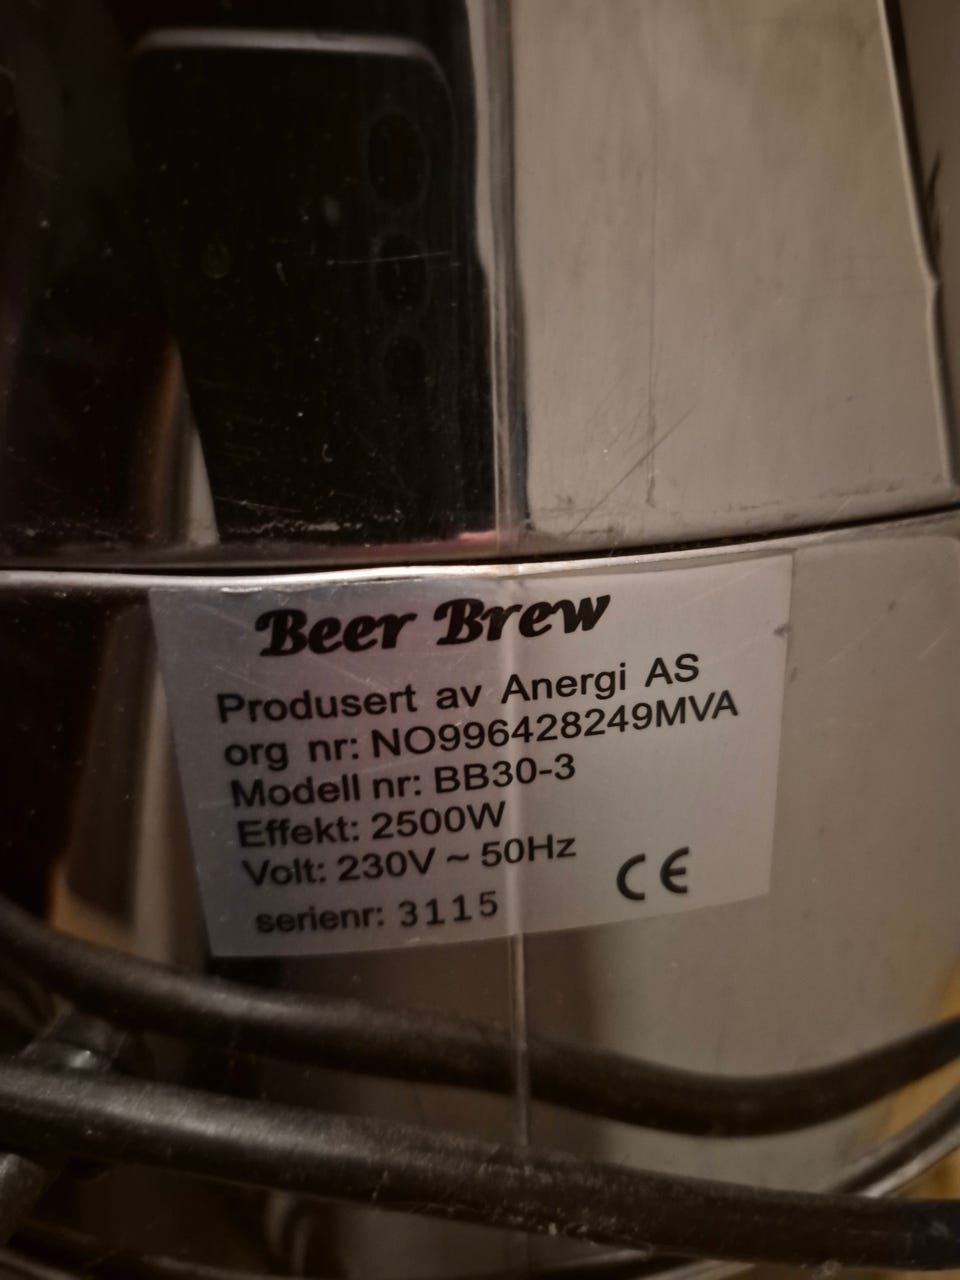 Beer Brew
Produsert av Anergi AS
org nr: NO996428249MVA
Modell nr: BB30-3
Effekt: 2500W
Volt: 230V ~ 50Hz
CE
serienr: 3115